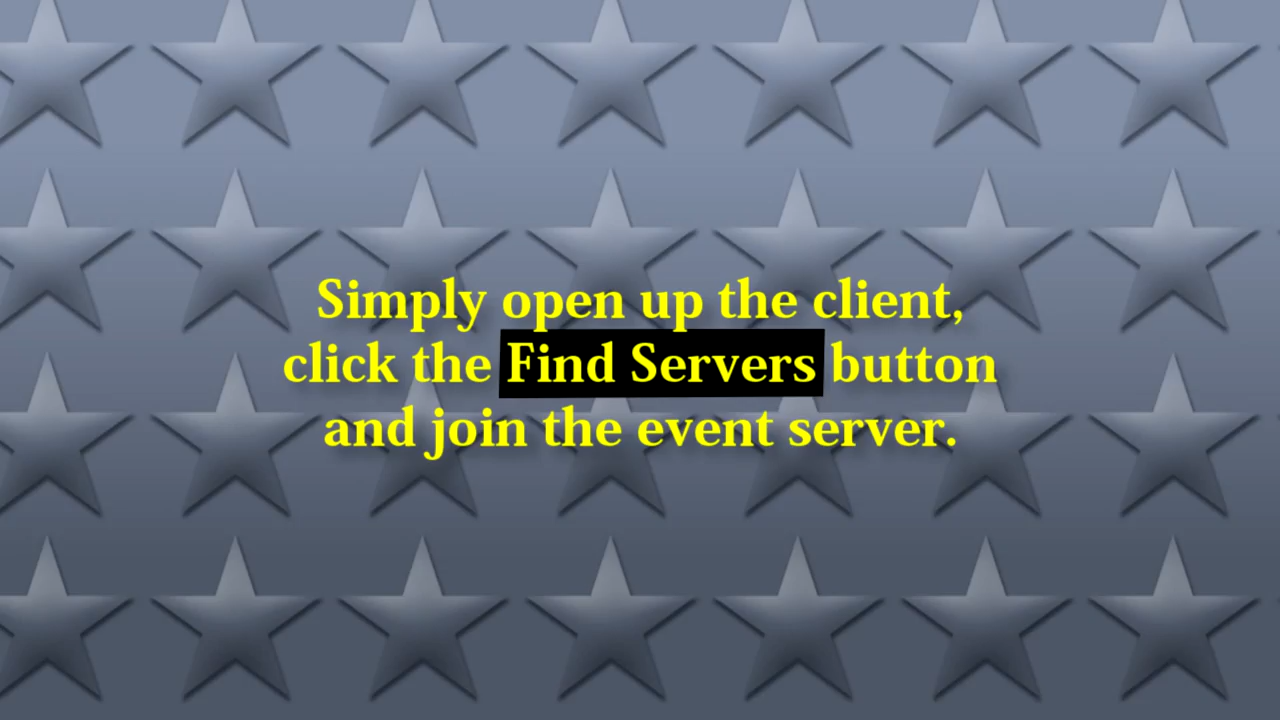 Simply open up the client,
click the Find Servers button
and join the event server.